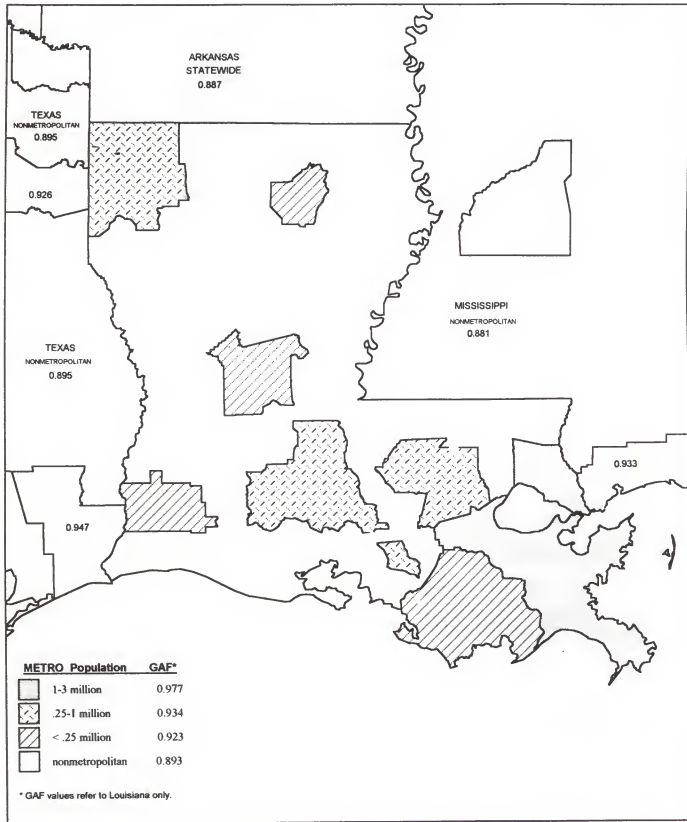 ARKANSAS
STATEWIDE
0.887
TEXAS
NONMETROPOLITAN
0.895
0.926
MISSISSIPPI
NONMETROPOLITAN
0.881
TEXAS
NONMETROPOLITAN
0.895
0.933
0.947
METRO Population GAF*
1-3 million 0.977
.25-1 million 0.934
< .25 million 0.923
nonmetropolitan 0.893
* GAF values refer to Louisiana only.